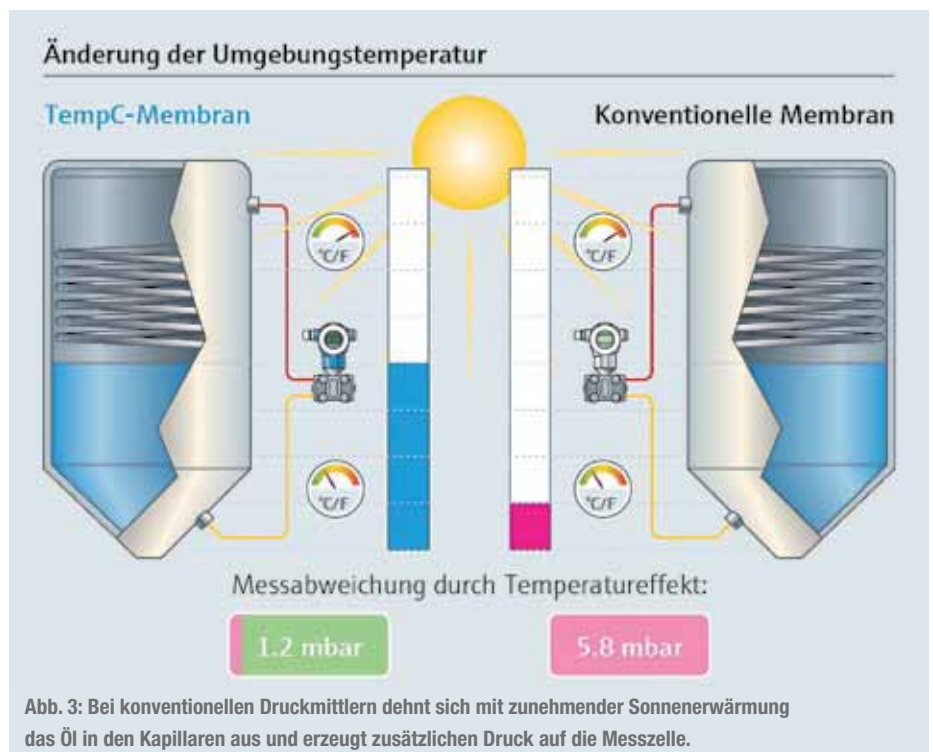 Änderung der Umgebungstemperatur
TempC-Membran
Konventionelle Membran
°C/F
°C/F
°C/F
°C/F
Messabweichung durch Temperatureffekt:
1.2 mbar
5.8 mbar
Abb. 3: Bei konventionellen Druckmittlern dehnt sich mit zunehmender Sonnenerwärmung
das Öl in den Kapillaren aus und erzeugt zusätzlichen Druck auf die Messzelle.